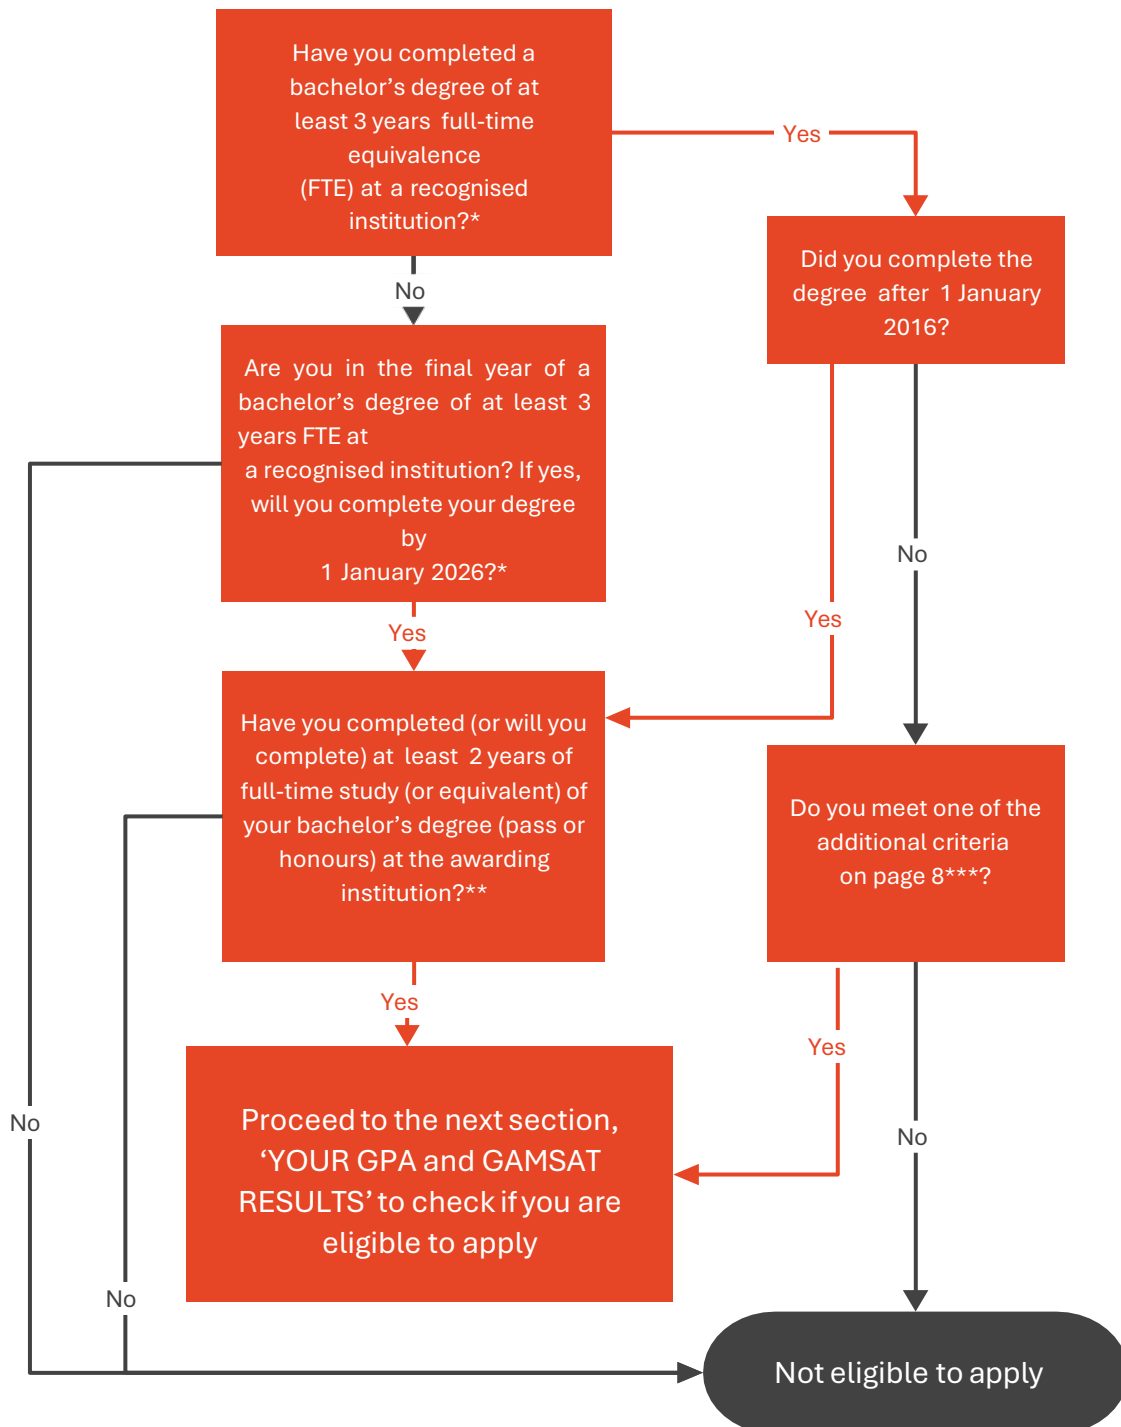 Have you completed a
bachelor’s degree of at
least 3 years full-time
equivalence
(FTE) at a recognised
institution?*
Yes
Did you complete the
degree after 1 January
2016?
No
Are you in the final year of a
bachelor’s degree of at least 3
years FTE at
a recognised institution? If yes,
will you complete your degree
by
1 January 2026?*
No
Yes
Yes
Have you completed (or will you
complete) at least 2 years of
full-time study (or equivalent) of
your bachelor’s degree (pass or
honours) at the awarding
institution?**
Do you meet one of the
additional criteria
on page 8***?
Yes
Yes
Proceed to the next section,
‘YOUR GPA and GAMSAT
RESULTS’ to check if you are
eligible to apply
No
No
No
Not eligible to apply